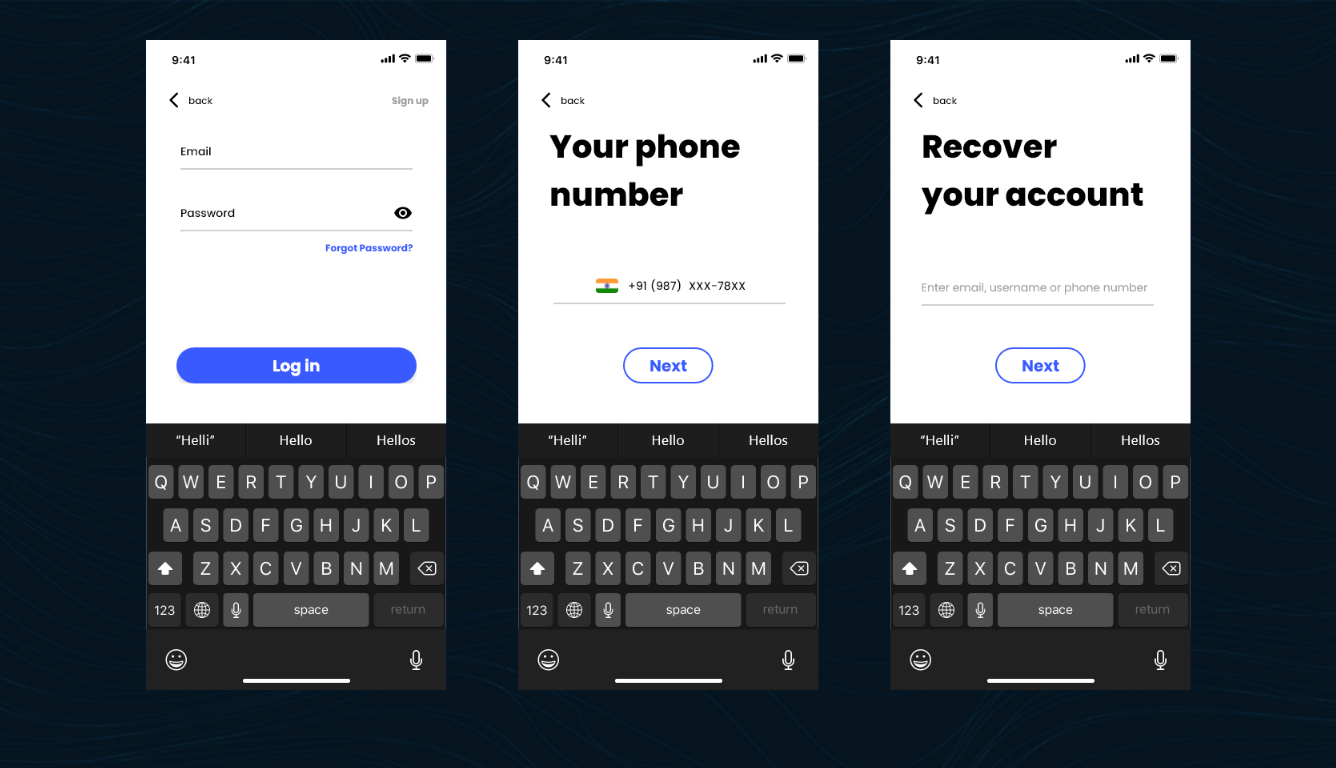 9:41
back Sign up
Email
Password
Forgot Password?
Log in
“Helli” Hello Hellos
Q W E R T Y U I O P
A S D F G H J K L
Z X C V B N M
123 space return
9:41
back
Your phone
number
+91 (987) XXX-78XX
Next
“Helli” Hello Hellos
Q W E R T Y U I O P
A S D F G H J K L
Z X C V B N M
123 space return
9:41
back
Recover
your account
Enter email, username or phone number
Next
“Helli” Hello Hellos
Q W E R T Y U I O P
A S D F G H J K L
Z X C V B N M
123 space return